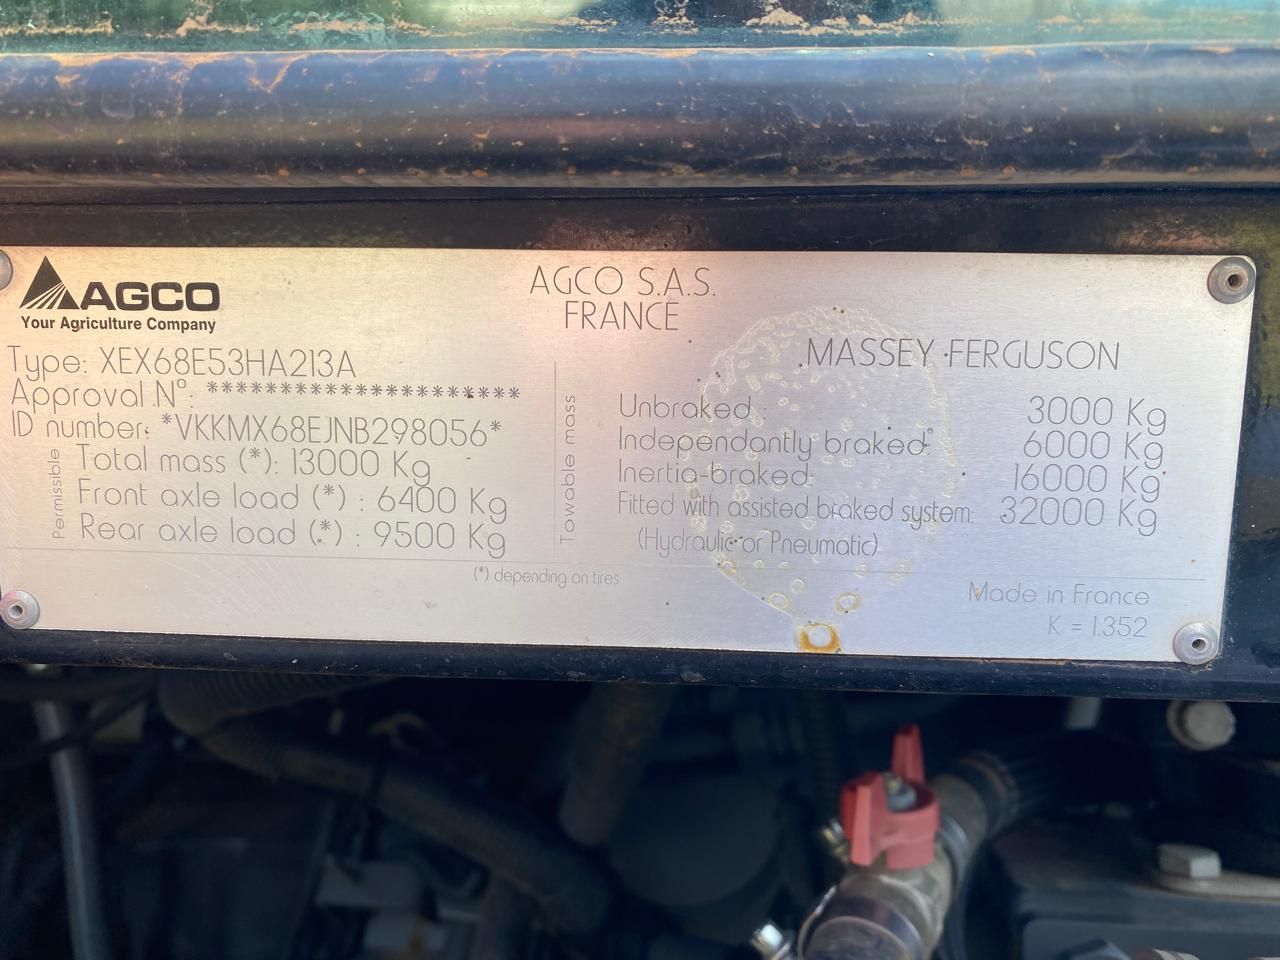 AGCO
Your Agriculture Company
AGCO S.A.S.
FRANCE
Type: XEX68E53HA213A
Approval N°: ********************
ID number: *VKKMX68EJNB298056*
Permissible
Total mass (*): 13000 Kg
Front axle load (*) : 6400 Kg
Rear axle load (*) : 9500 Kg
MASSEY FERGUSON
Towable mass
Unbraked : 3000 Kg
Independantly braked: 6000 Kg
Inertia-braked: 16000 Kg
Fitted with assisted braked system: 32000 Kg
(Hydraulic or Pneumatic)
(*) depending on tires
Made in France
K = 1.352